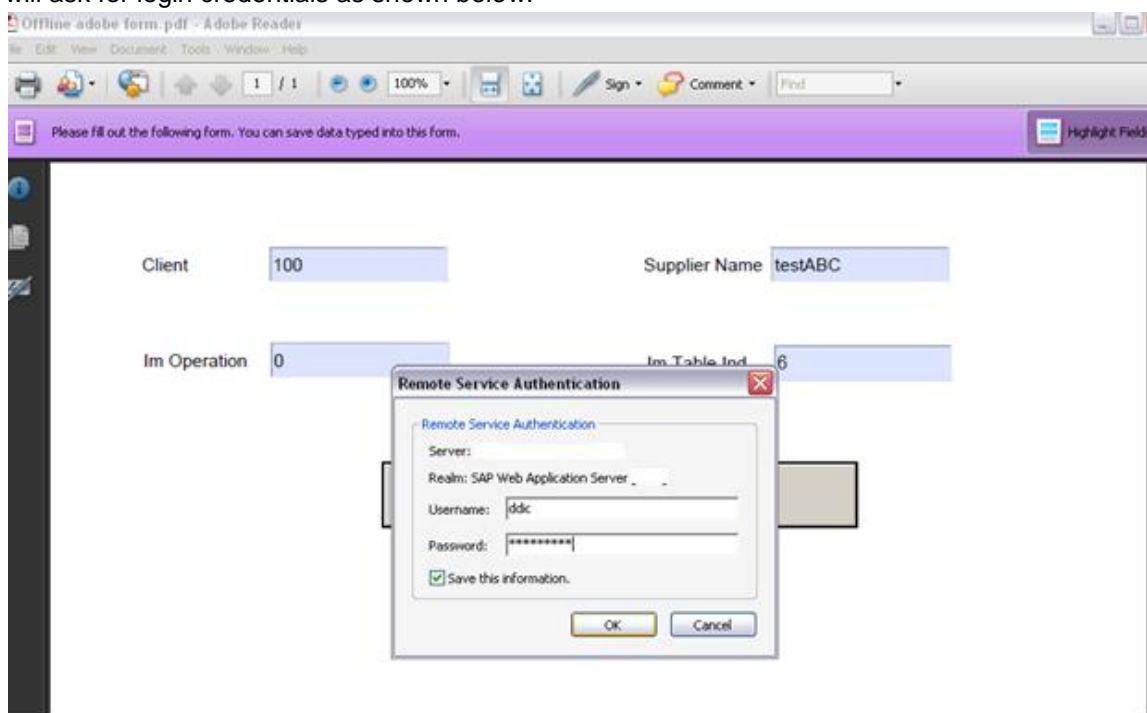 will ask for login credentials as shown below.
Offline adobe form.pdf - Adobe Reader
Edit View Document Tools Window Help
1 / 1 100% Sign Comment Find
Please fill out the following form. You can save data typed into this form. Highlight Field
Client 100 Supplier Name testABC
Im Operation 0 Im Table Ind 6
Remote Service Authentication
Remote Service Authentication
Server:
Realm: SAP Web Application Server
Username: ddic
Password: *********
Save this information.
OK Cancel